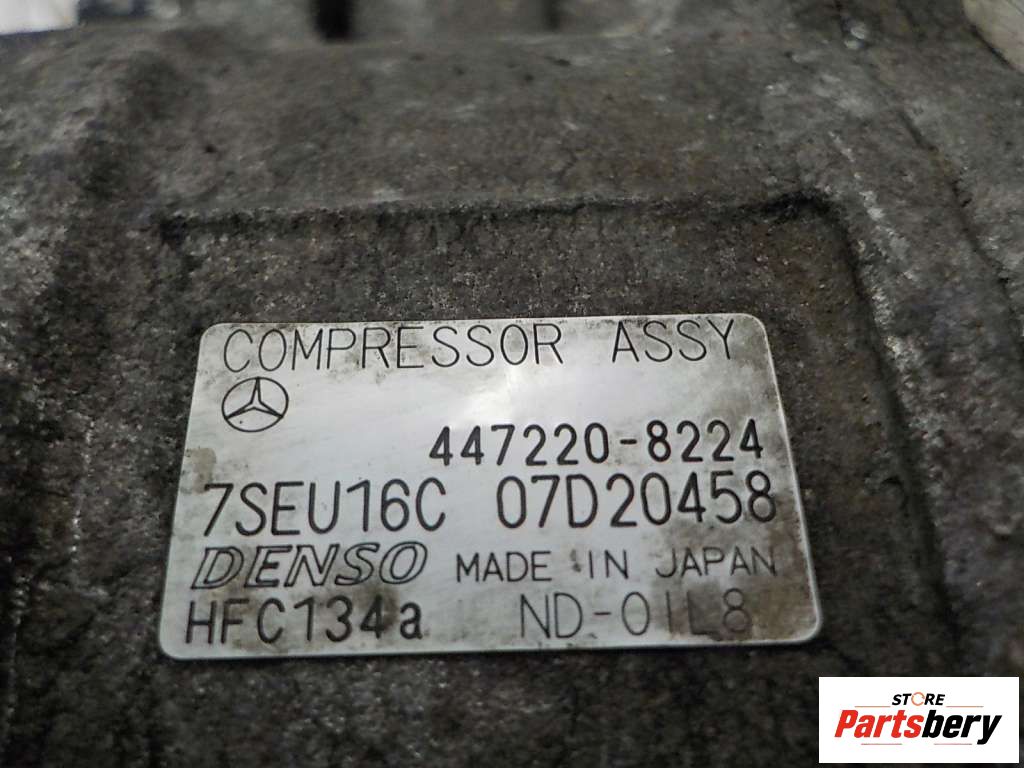 COMPRESSOR ASSY
447220-8224
7SEU16C 07D20458
DENSO MADE IN JAPAN
HFC134a ND-OIL8
STORE
Partsbery